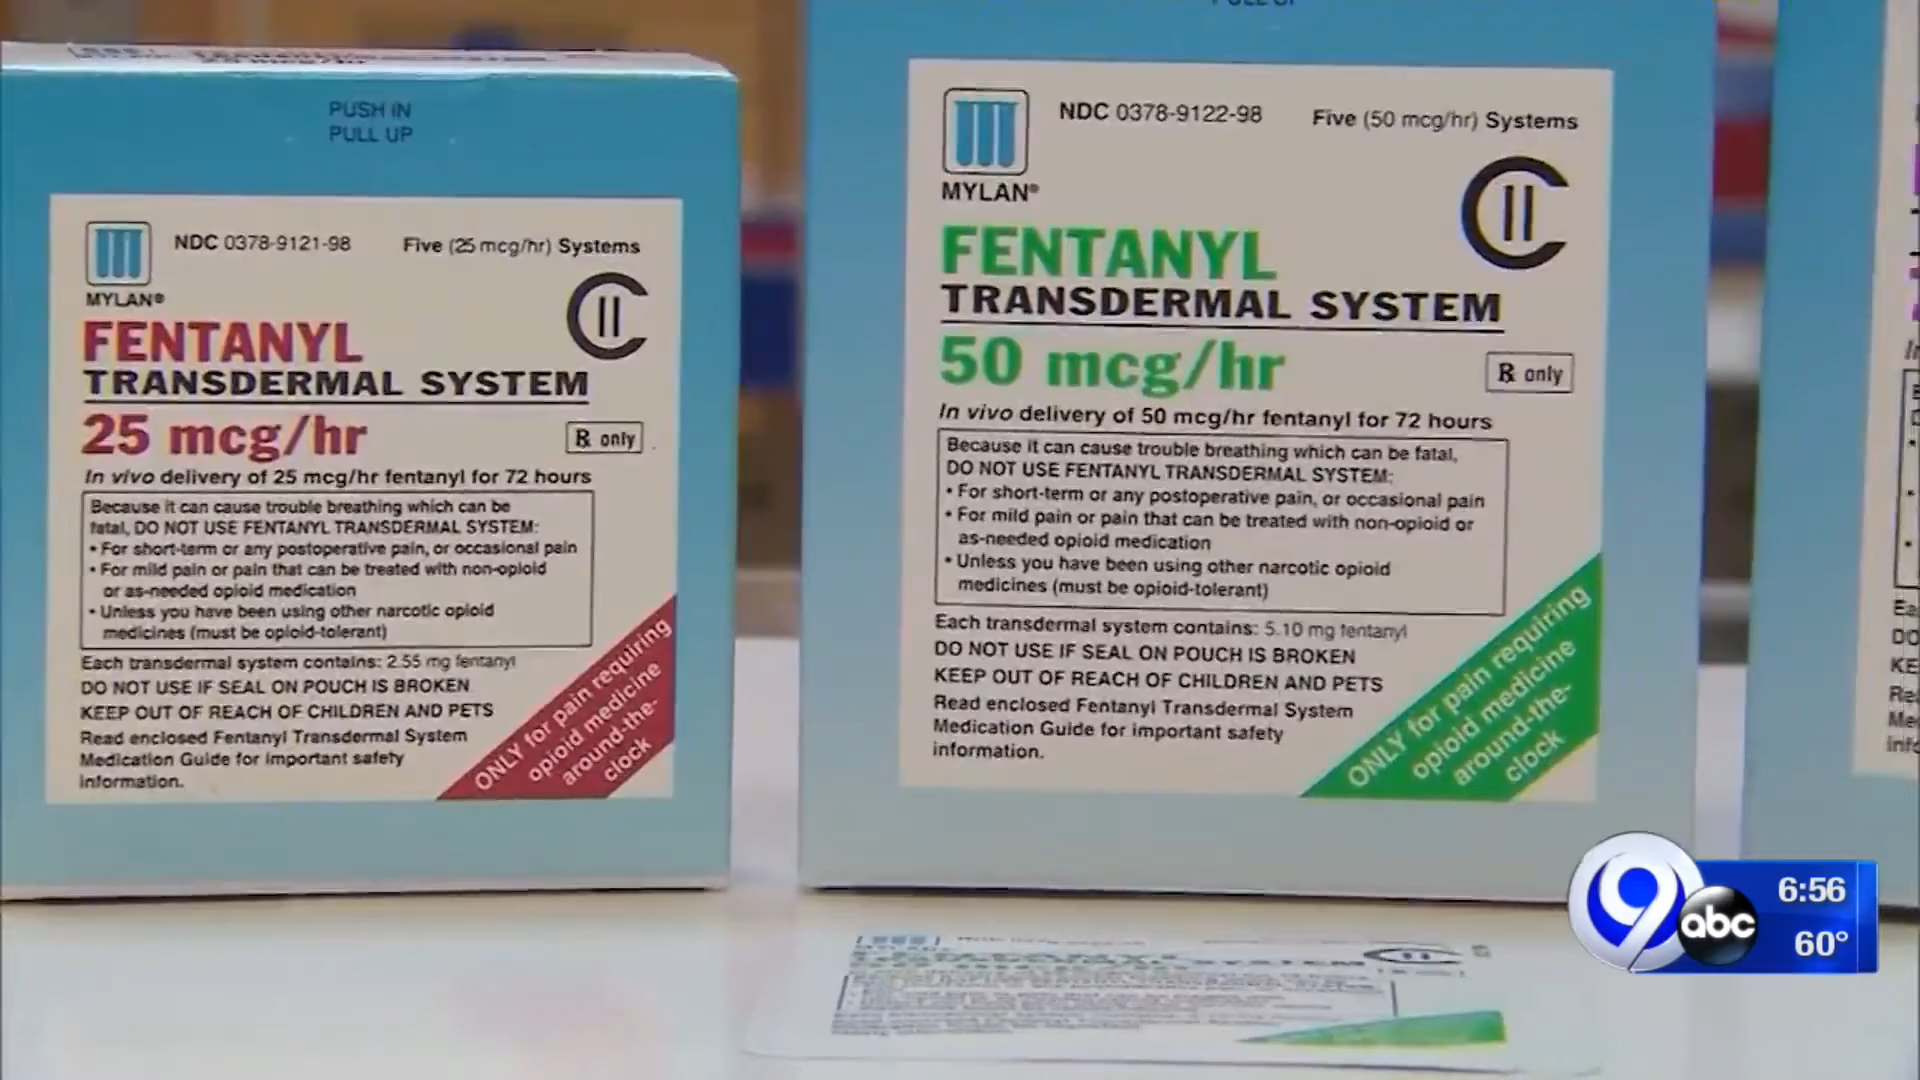 PUSH IN
PULL UP
MYLAN®
NDC 0378-9121-98
Five (25 mcg/hr) Systems
CII
FENTANYL
TRANSDERMAL SYSTEM
25 mcg/hr
Rx only
In vivo delivery of 25 mcg/hr fentanyl for 72 hours
Because it can cause trouble breathing which can be
fatal, DO NOT USE FENTANYL TRANSDERMAL SYSTEM:
• For short-term or any postoperative pain, or occasional pain
• For mild pain or pain that can be treated with non-opioid
or as-needed opioid medication
• Unless you have been using other narcotic opioid
medicines (must be opioid-tolerant)
Each transdermal system contains: 2.55 mg fentanyl
DO NOT USE IF SEAL ON POUCH IS BROKEN
KEEP OUT OF REACH OF CHILDREN AND PETS
Read enclosed Fentanyl Transdermal System
Medication Guide for important safety
information.
ONLY for pain requiring
opioid medicine
around-the-
clock
MYLAN®
NDC 0378-9122-98
Five (50 mcg/hr) Systems
CII
FENTANYL
TRANSDERMAL SYSTEM
50 mcg/hr
Rx only
In vivo delivery of 50 mcg/hr fentanyl for 72 hours
Because it can cause trouble breathing which can be fatal,
DO NOT USE FENTANYL TRANSDERMAL SYSTEM:
• For short-term or any postoperative pain, or occasional pain
• For mild pain or pain that can be treated with non-opioid or
as-needed opioid medication
• Unless you have been using other narcotic opioid
medicines (must be opioid-tolerant)
Each transdermal system contains: 5.10 mg fentanyl
DO NOT USE IF SEAL ON POUCH IS BROKEN
KEEP OUT OF REACH OF CHILDREN AND PETS
Read enclosed Fentanyl Transdermal System
Medication Guide for important safety
information.
ONLY for pain requiring
opioid medicine
around-the-
clock
9
abc
6:56
60°